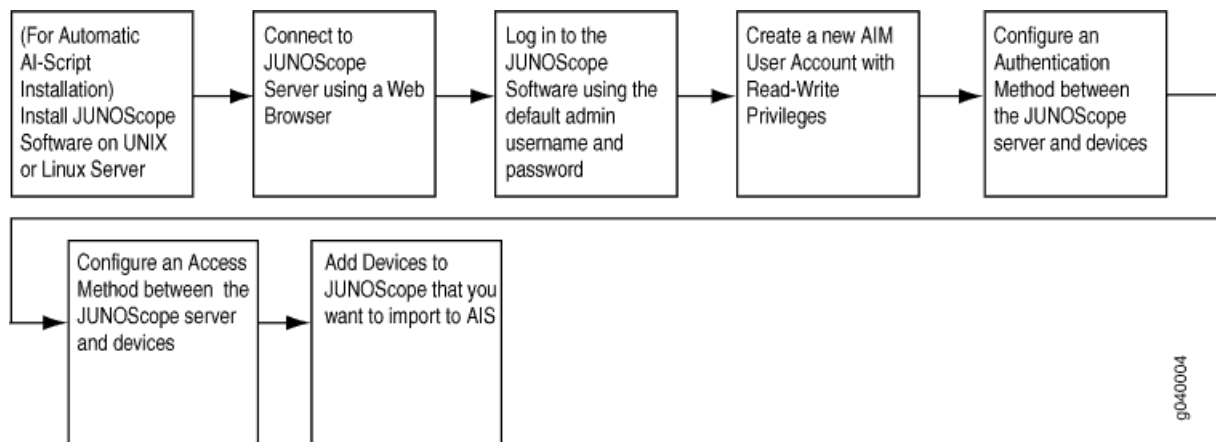 (For Automatic
AI-Script
Installation)
Install JUNOScope
Software on UNIX
or Linux Server
Connect to
JUNOScope
Server using a Web
Browser
Log in to the
JUNOScope
Software using the
default admin
username and
password
Create a new AIM
User Account with
Read-Write
Privileges
Configure an
Authentication
Method between
the JUNOScope
server and devices
Configure an Access
Method between the
JUNOScope server
and devices
Add Devices to
JUNOScope that you
want to import to AIS
g040004